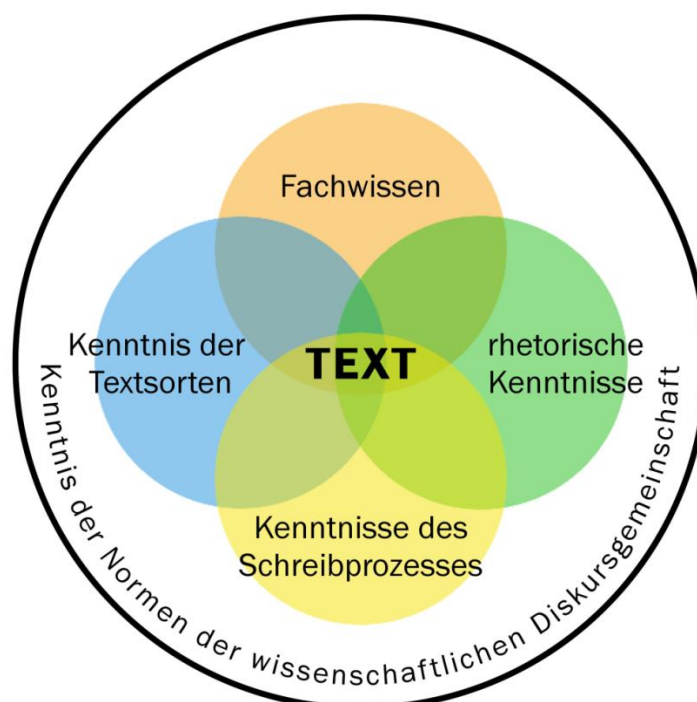 Fachwissen
Kenntnis der
Textsorten
TEXT
rhetorische
Kenntnisse
Kenntnisse des
Schreibprozesses
Kenntnis der Normen der wissenschaftlichen Diskursgemeinschaft